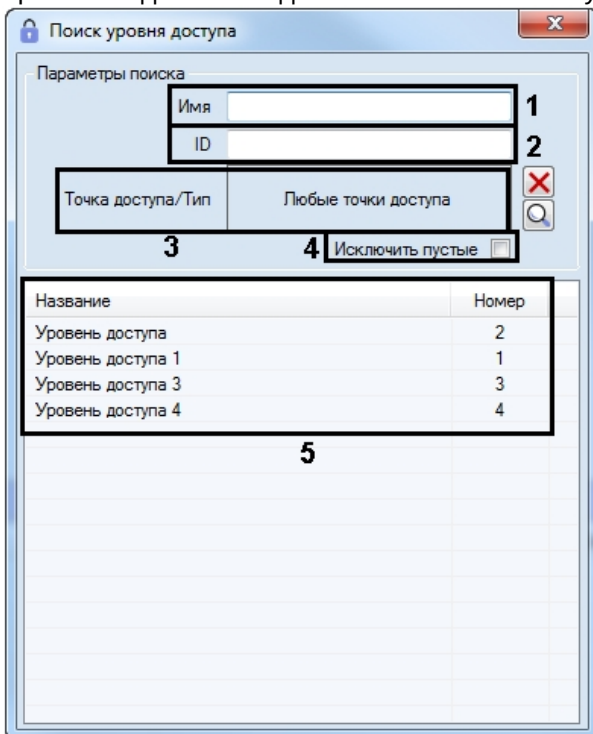 Поиск уровня доступа
Параметры поиска
Имя 1
ID 2
Точка доступа/Тип Любые точки доступа
3 4 Исключить пустые
Название Номер
Уровень доступа 2
Уровень доступа 1 1
Уровень доступа 3 3
Уровень доступа 4 4
5